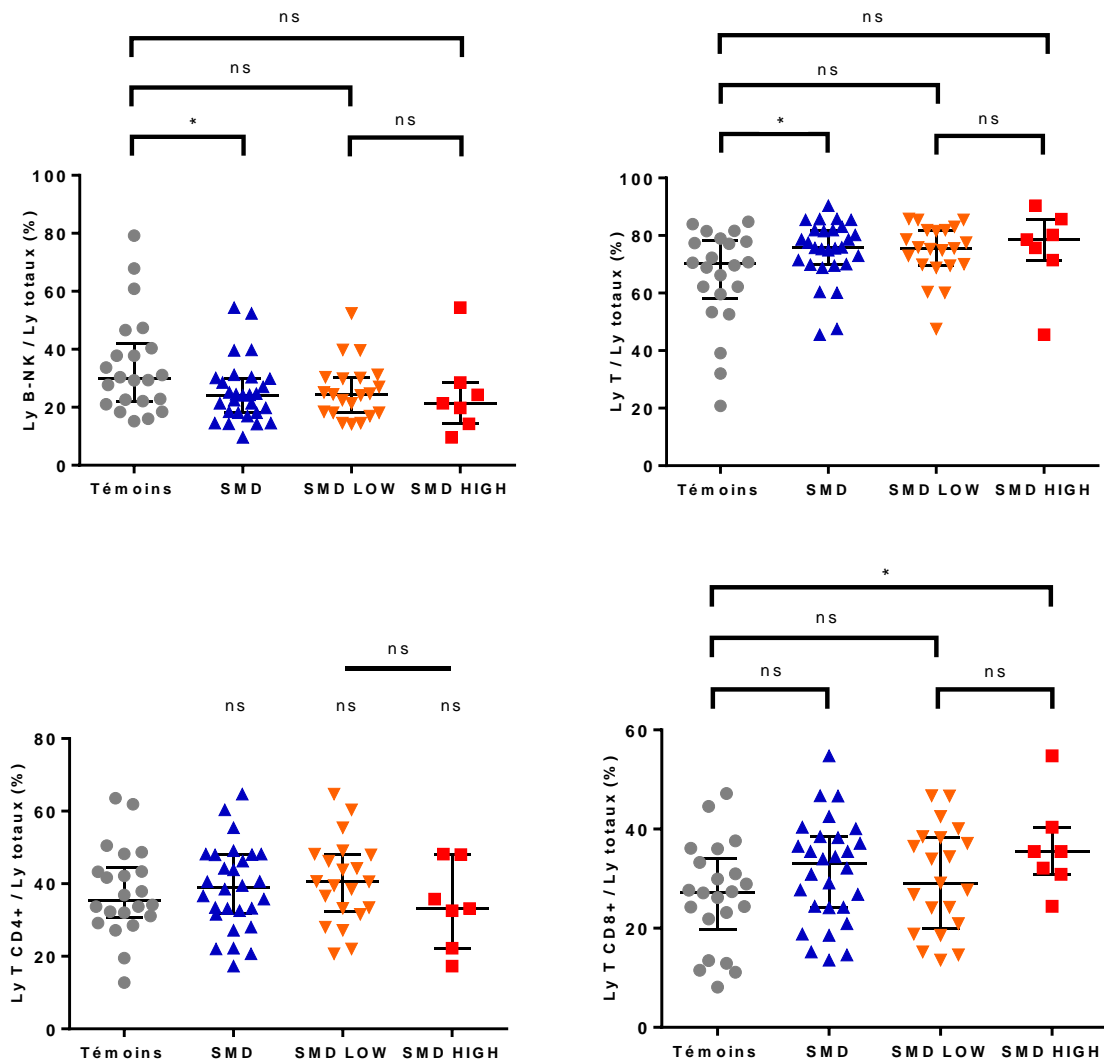 ns
ns
*
ns
Ly B-NK / Ly totaux (%)
100
80
60
40
20
0
Témoins SMD SMD LOW SMD HIGH
ns
ns
*
ns
Ly T / Ly totaux (%)
100
80
60
40
20
0
Témoins SMD SMD LOW SMD HIGH
ns
ns ns ns
Ly T CD4+ / Ly totaux (%)
80
60
40
20
0
Témoins SMD SMD LOW SMD HIGH
*
ns
ns ns
Ly T CD8+ / Ly totaux (%)
60
40
20
0
Témoins SMD SMD LOW SMD HIGH